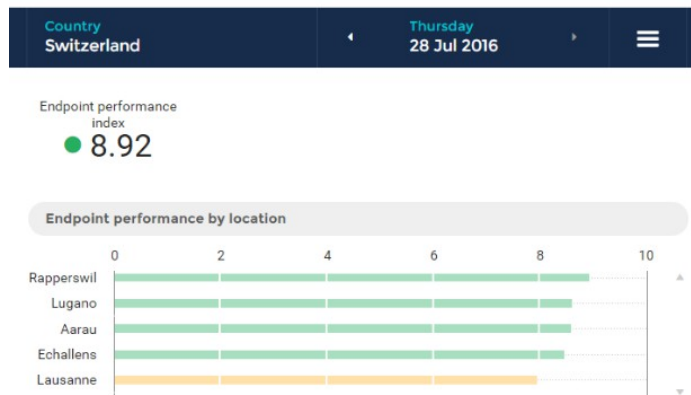 Country
Switzerland
Thursday
28 Jul 2016
Endpoint performance
index
8.92
Endpoint performance by location
0 2 4 6 8 10
Rapperswil
Lugano
Aarau
Echallens
Lausanne